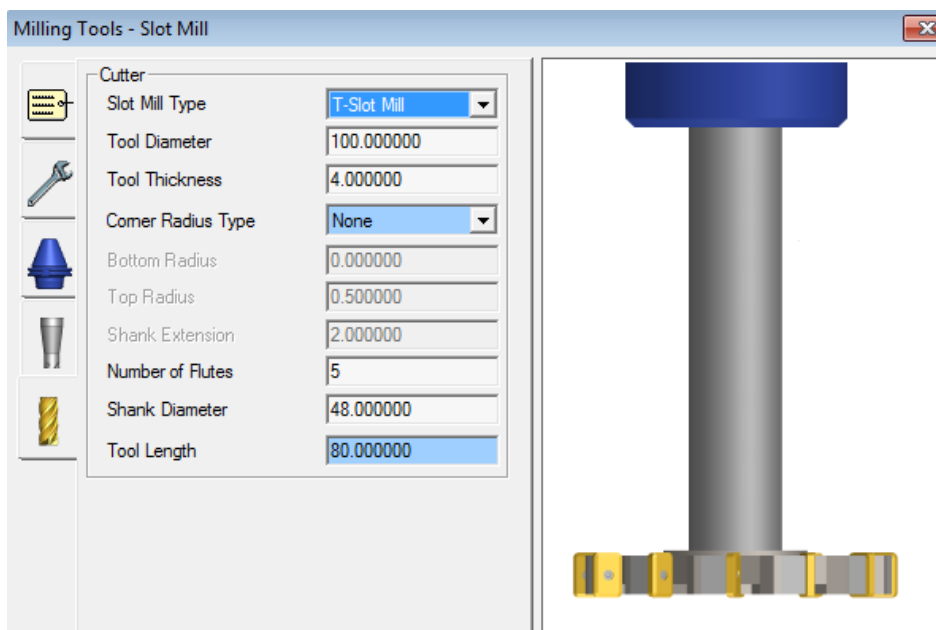 Milling Tools - Slot Mill
Cutter
Slot Mill Type T-Slot Mill
Tool Diameter 100.000000
Tool Thickness 4.000000
Corner Radius Type None
Bottom Radius 0.000000
Top Radius 0.500000
Shank Extension 2.000000
Number of Flutes 5
Shank Diameter 48.000000
Tool Length 80.000000